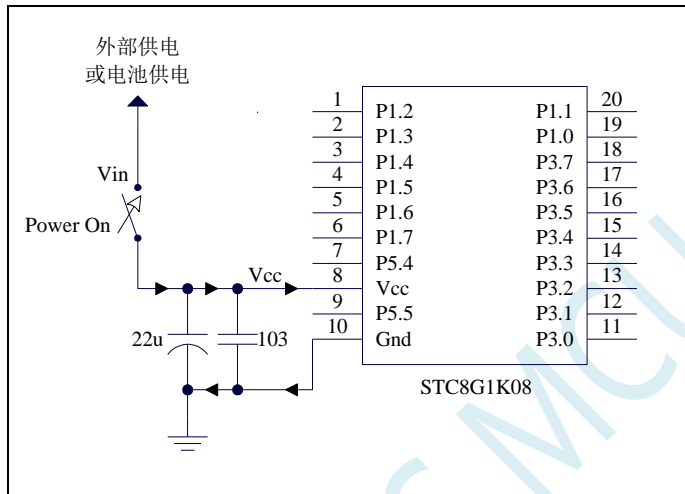 外部供电
或电池供电
Vin
Power On
Vcc
22u
103
1 P1.2 P1.1 20
2 P1.3 P1.0 19
3 P1.4 P3.7 18
4 P1.5 P3.6 17
5 P1.6 P3.5 16
6 P1.7 P3.4 15
7 P5.4 P3.3 14
8 Vcc P3.2 13
9 P5.5 P3.1 12
10 Gnd P3.0 11
STC8G1K08
MCU